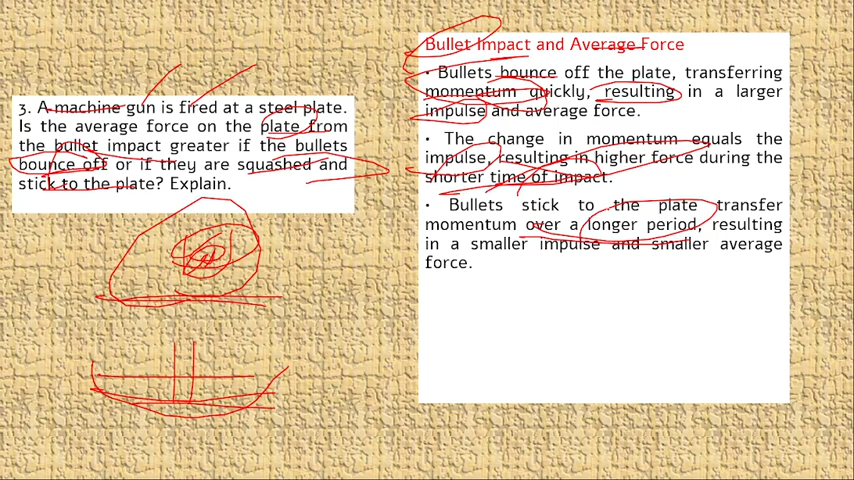 3. A machine gun is fired at a steel plate.
Is the average force on the plate from
the bullet impact greater if the bullets
bounce off or if they are squashed and
stick to the plate? Explain.
Bullet Impact and Average Force
• Bullets bounce off the plate, transferring
momentum quickly, resulting in a larger
impulse and average force.
• The change in momentum equals the
impulse, resulting in higher force during the
shorter time of impact.
• Bullets stick to the plate transfer
momentum over a longer period, resulting
in a smaller impulse and smaller average
force.